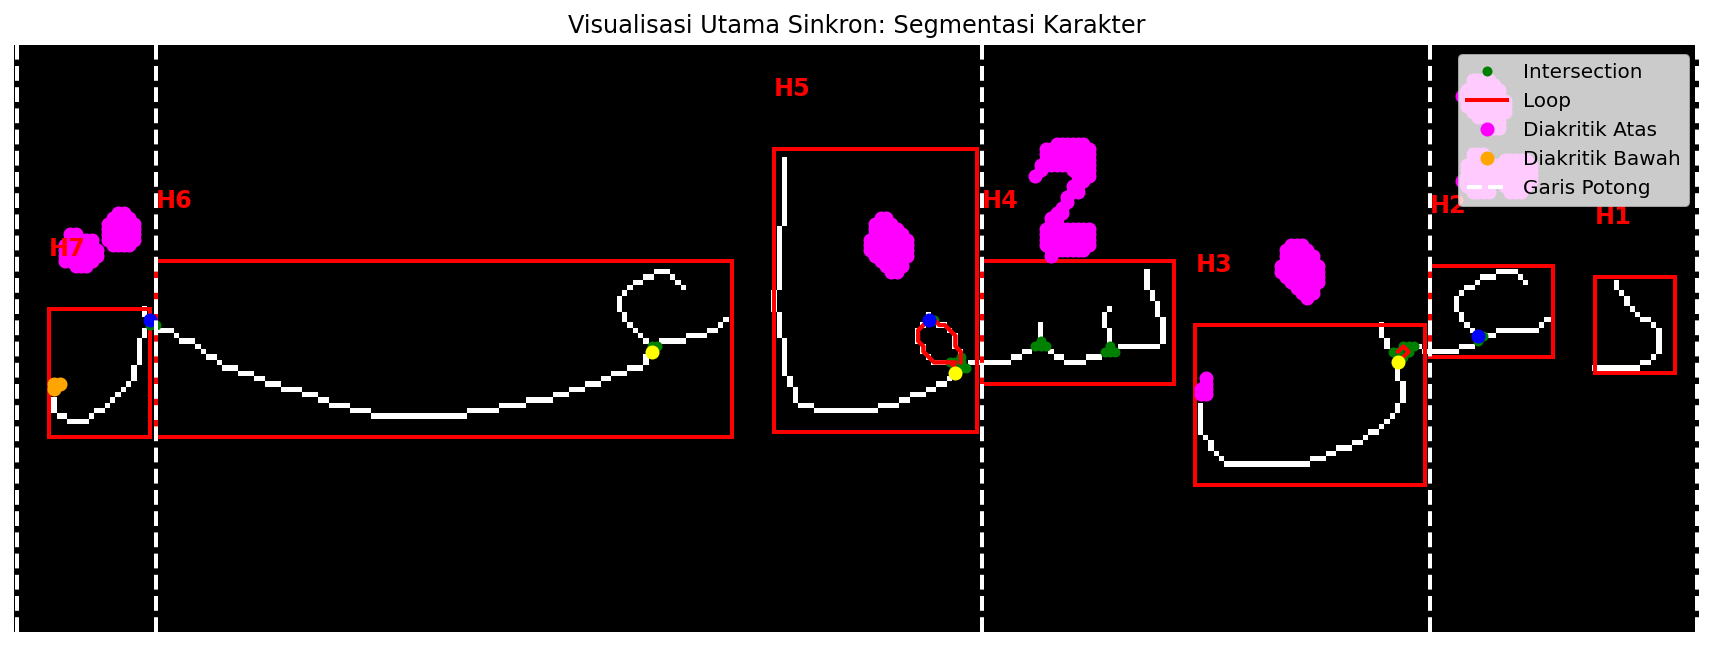 Visualisasi Utama Sinkron: Segmentasi Karakter
Intersection
Loop
Diakritik Atas
Diakritik Bawah
Garis Potong
H7
H6
H5
H4
H3
H2
H1